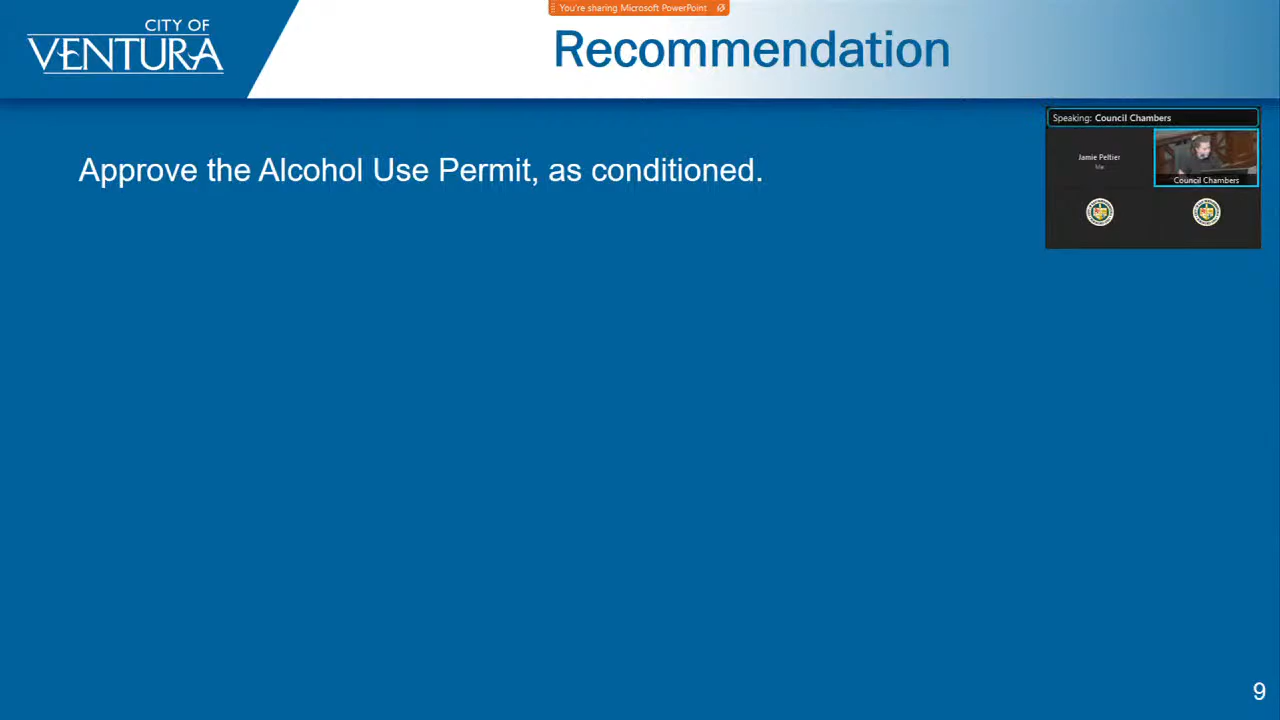 You're sharing Microsoft PowerPoint
CITY OF
VENTURA
Recommendation
Speaking: Council Chambers
Jamie Peltier
Council Chambers
Approve the Alcohol Use Permit, as conditioned.
9